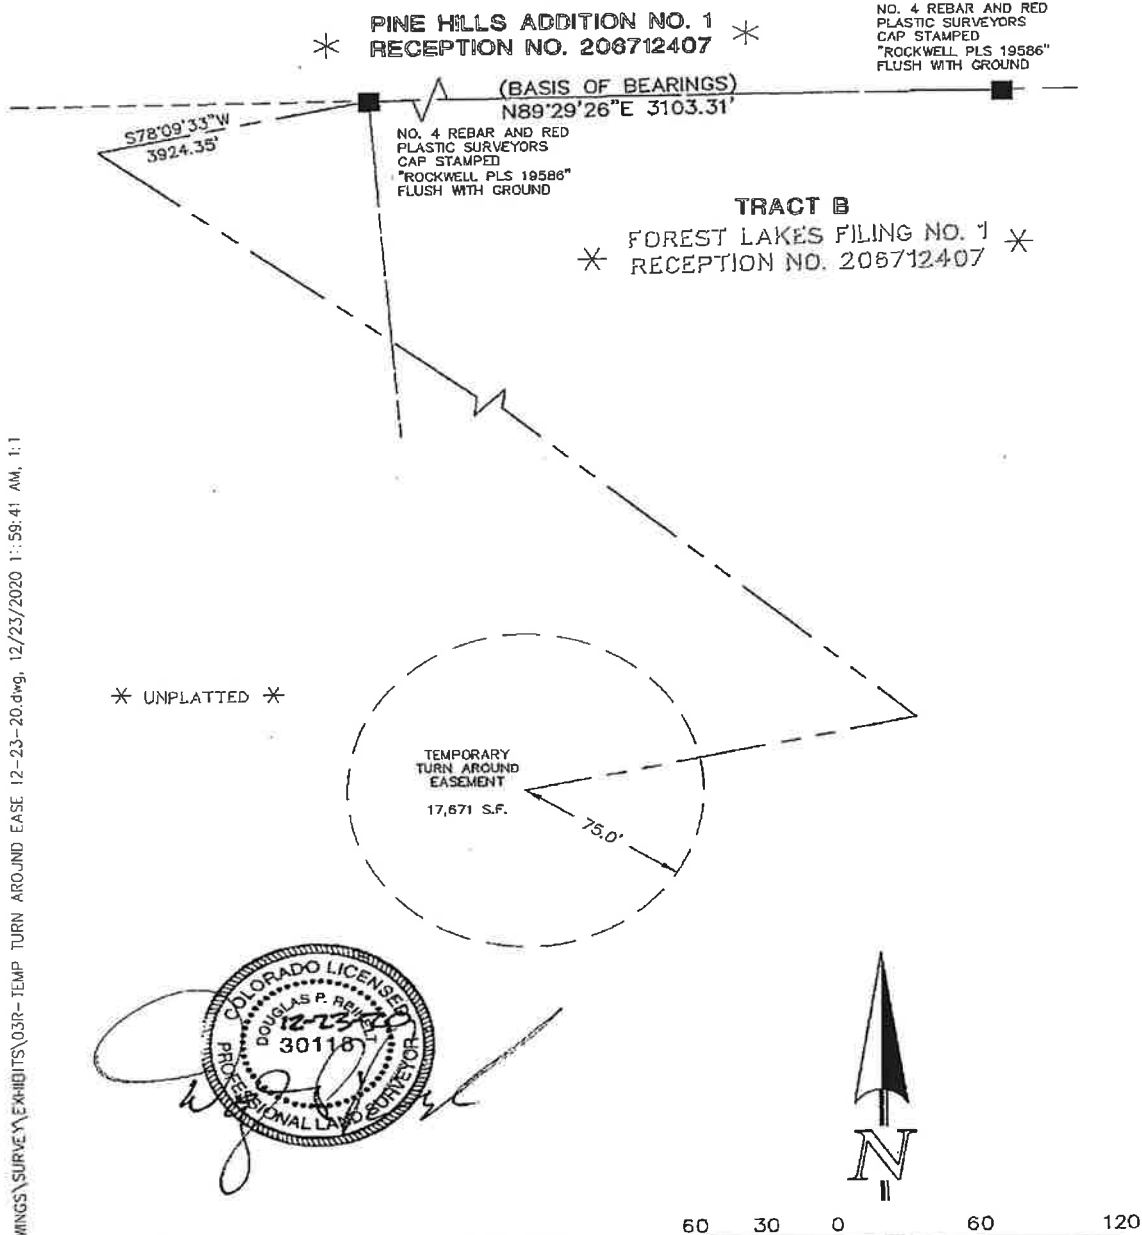 PINE HILLS ADDITION NO. 1
RECEPTION NO. 206712407
NO. 4 REBAR AND RED
PLASTIC SURVEYORS
CAP STAMPED
"ROCKWELL PLS 19586"
FLUSH WITH GROUND
(BASIS OF BEARINGS)
N89°29'26"E 3103.31'
S78°09'33"W
3924.35'
NO. 4 REBAR AND RED
PLASTIC SURVEYORS
CAP STAMPED
"ROCKWELL PLS 19586"
FLUSH WITH GROUND
TRACT B
FOREST LAKES FILING NO. 1
RECEPTION NO. 206712407
UNPLATTED
TEMPORARY
TURN AROUND
EASEMENT
17,671 S.F.
75.0'
COLORADO LICENSED
PROFESSIONAL LAND SURVEYOR
DOUGLAS P. REINELT
12-23-20
30118
N
60 30 0 60 120
WINGS\SURVEY\EXHIBITS\03R-TEMP TURN AROUND EASE 12-23-20.dwg, 12/23/2020 11:59:41 AM, 1:1